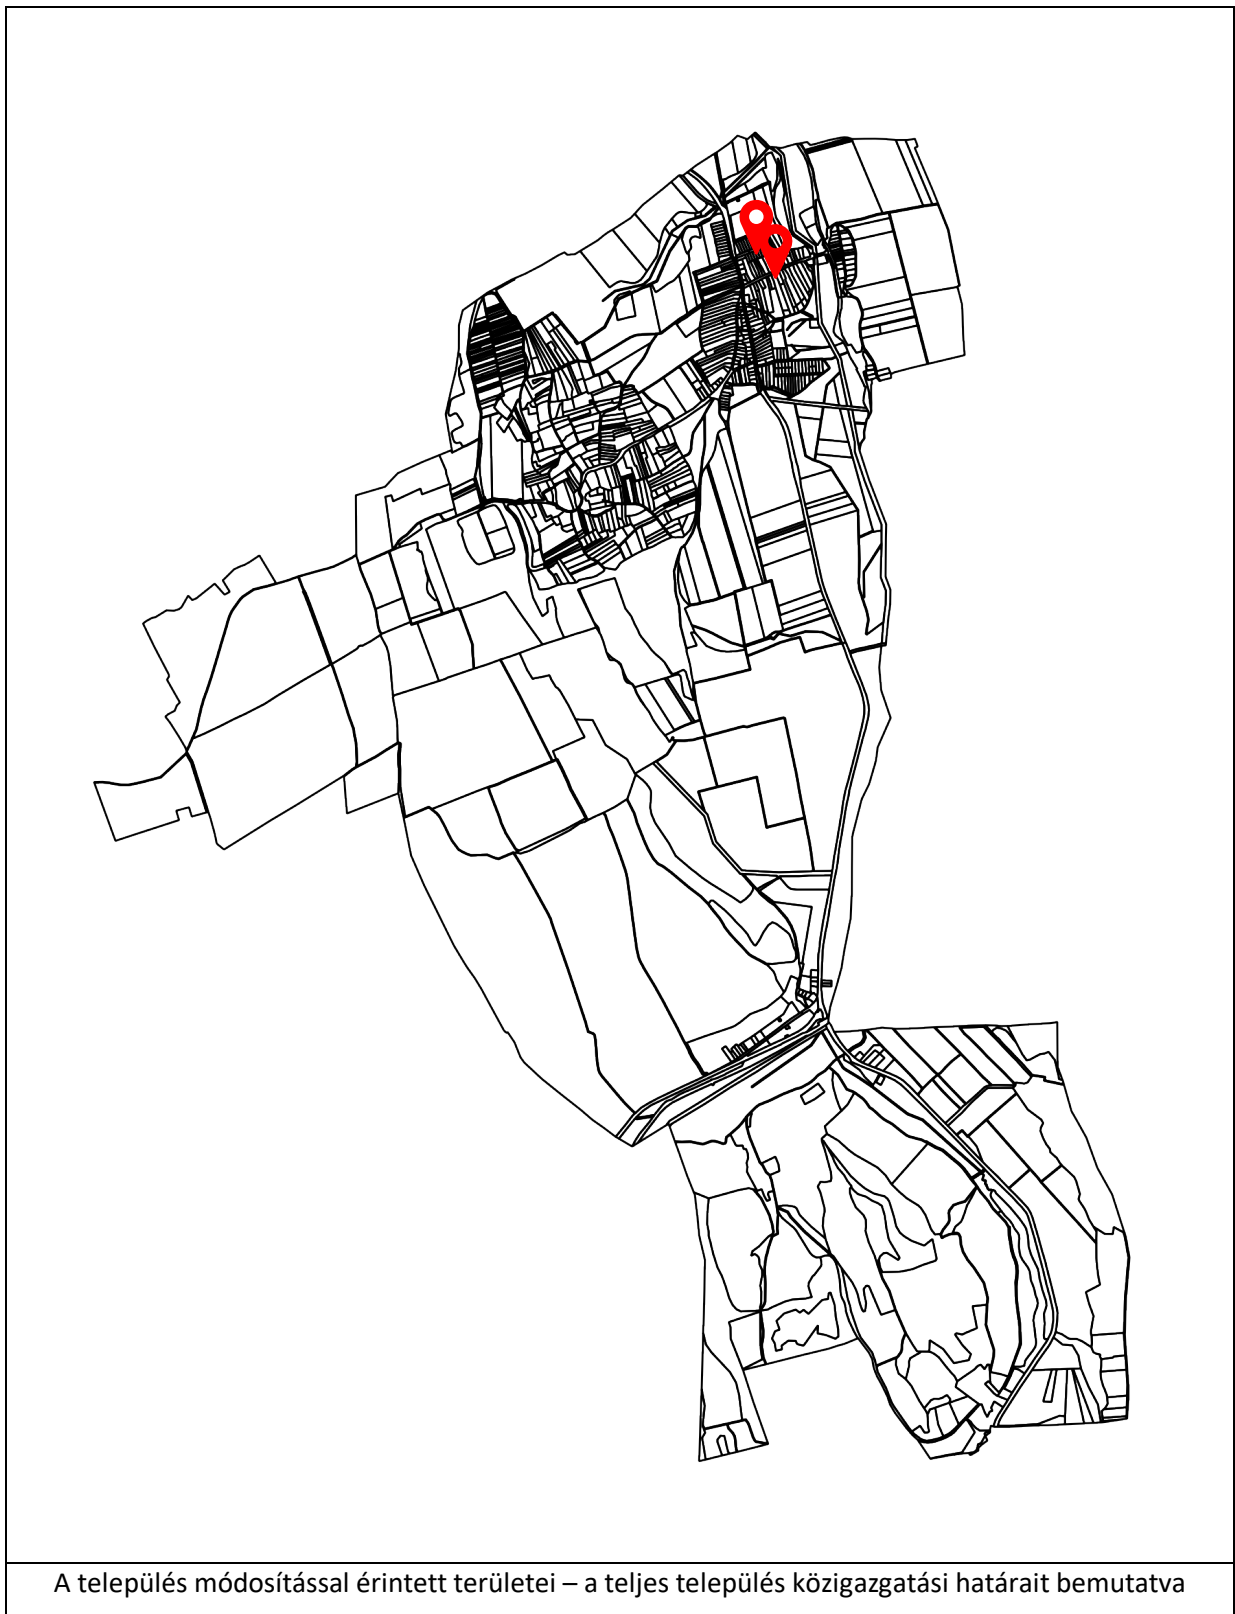 A település módosítással érintett területei – a teljes település közigazgatási határait bemutatva